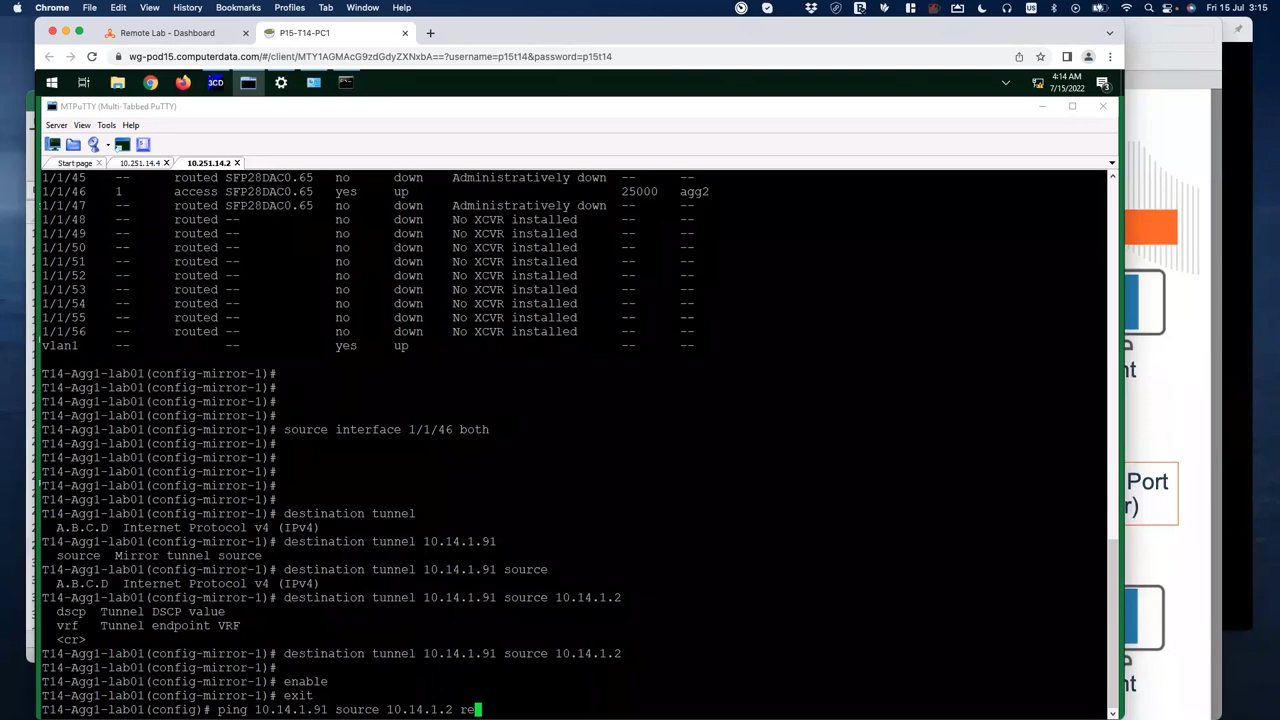 Chrome File Edit View History Bookmarks Profiles Tab Window Help Fri 15 Jul 3:15
Remote Lab - Dashboard P15-T14-PC1
wg-pod15.computerdata.com/#/client/MTY1AGMAcG9zdGdyZXNxbA==?username=p15t14&password=p15t14
4:14 AM
7/15/2022
MTPuTTY (Multi-Tabbed PuTTY)
Server View Tools Help
Start page 10.251.14.4 10.251.14.2
1/1/45 -- routed SFP28DAC0.65 no down Administratively down -- --
1/1/46 1 access SFP28DAC0.65 yes up 25000 agg2
1/1/47 -- routed SFP28DAC0.65 no down Administratively down -- --
1/1/48 -- routed -- no down No XCVR installed -- --
1/1/49 -- routed -- no down No XCVR installed -- --
1/1/50 -- routed -- no down No XCVR installed -- --
1/1/51 -- routed -- no down No XCVR installed -- --
1/1/52 -- routed -- no down No XCVR installed -- --
1/1/53 -- routed -- no down No XCVR installed -- --
1/1/54 -- routed -- no down No XCVR installed -- --
1/1/55 -- routed -- no down No XCVR installed -- --
1/1/56 -- routed -- no down No XCVR installed -- --
vlan1 -- -- yes up -- --
T14-Agg1-lab01(config-mirror-1)#
T14-Agg1-lab01(config-mirror-1)#
T14-Agg1-lab01(config-mirror-1)#
T14-Agg1-lab01(config-mirror-1)#
T14-Agg1-lab01(config-mirror-1)# source interface 1/1/46 both
T14-Agg1-lab01(config-mirror-1)#
T14-Agg1-lab01(config-mirror-1)#
T14-Agg1-lab01(config-mirror-1)#
T14-Agg1-lab01(config-mirror-1)#
T14-Agg1-lab01(config-mirror-1)#
T14-Agg1-lab01(config-mirror-1)# destination tunnel
A.B.C.D Internet Protocol v4 (IPv4)
T14-Agg1-lab01(config-mirror-1)# destination tunnel 10.14.1.91
source Mirror tunnel source
T14-Agg1-lab01(config-mirror-1)# destination tunnel 10.14.1.91 source
A.B.C.D Internet Protocol v4 (IPv4)
T14-Agg1-lab01(config-mirror-1)# destination tunnel 10.14.1.91 source 10.14.1.2
dscp Tunnel DSCP value
vrf Tunnel endpoint VRF
<cr>
T14-Agg1-lab01(config-mirror-1)# destination tunnel 10.14.1.91 source 10.14.1.2
T14-Agg1-lab01(config-mirror-1)#
T14-Agg1-lab01(config-mirror-1)# enable
T14-Agg1-lab01(config-mirror-1)# exit
T14-Agg1-lab01(config)# ping 10.14.1.91 source 10.14.1.2 re
nt
Port
r)
nt